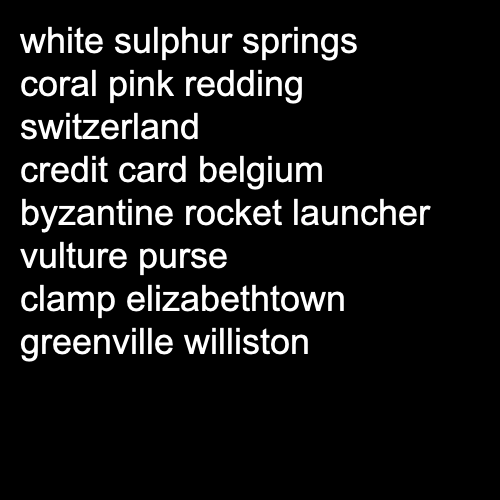 white sulphur springs
coral pink redding
switzerland
credit card belgium
byzantine rocket launcher
vulture purse
clamp elizabethtown
greenville williston